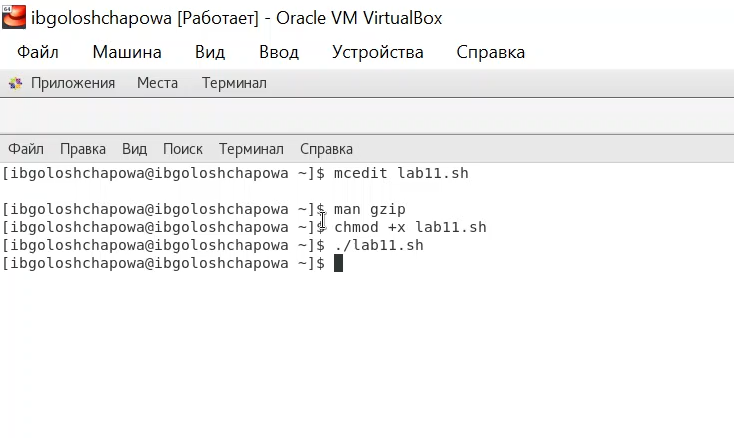 64
ibgoloshchapowa [Работает] - Oracle VM VirtualBox
Файл Машина Вид Ввод Устройства Справка
Приложения Места Терминал
Файл Правка Вид Поиск Терминал Справка
[ibgoloshchapowa@ibgoloshchapowa ~]$ mcedit lab11.sh
[ibgoloshchapowa@ibgoloshchapowa ~]$ man gzip
[ibgoloshchapowa@ibgoloshchapowa ~]$ chmod +x lab11.sh
[ibgoloshchapowa@ibgoloshchapowa ~]$ ./lab11.sh
[ibgoloshchapowa@ibgoloshchapowa ~]$